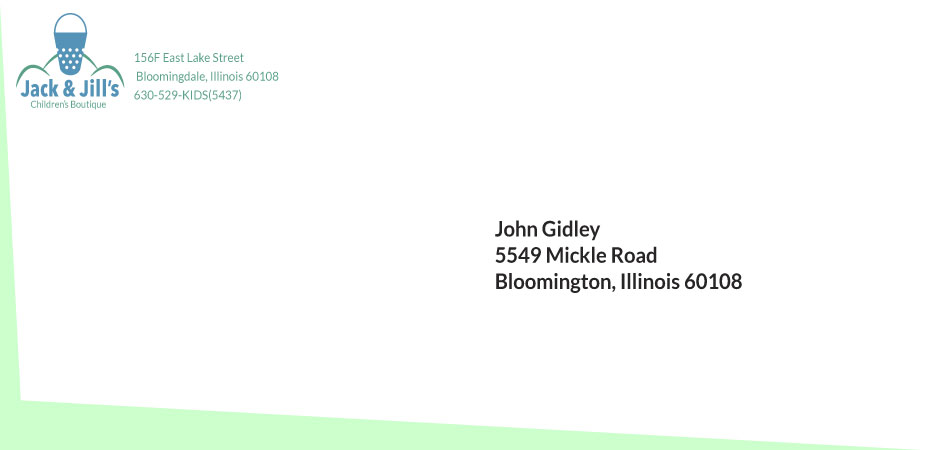 Jack & Jill's
Children's Boutique
156F East Lake Street
Bloomingdale, Illinois 60108
630-529-KIDS(5437)
John Gidley
5549 Mickle Road
Bloomington, Illinois 60108